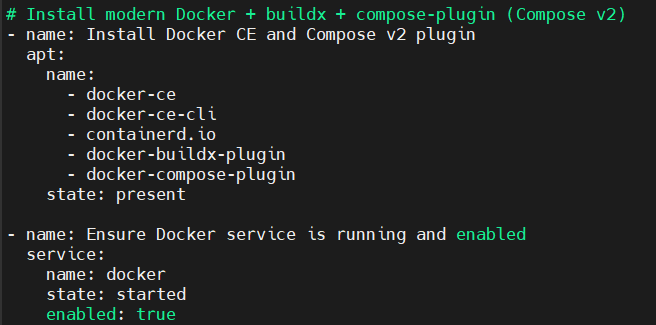 # Install modern Docker + buildx + compose-plugin (Compose v2)
- name: Install Docker CE and Compose v2 plugin
  apt:
    name:
      - docker-ce
      - docker-ce-cli
      - containerd.io
      - docker-buildx-plugin
      - docker-compose-plugin
    state: present

- name: Ensure Docker service is running and enabled
  service:
    name: docker
    state: started
    enabled: true